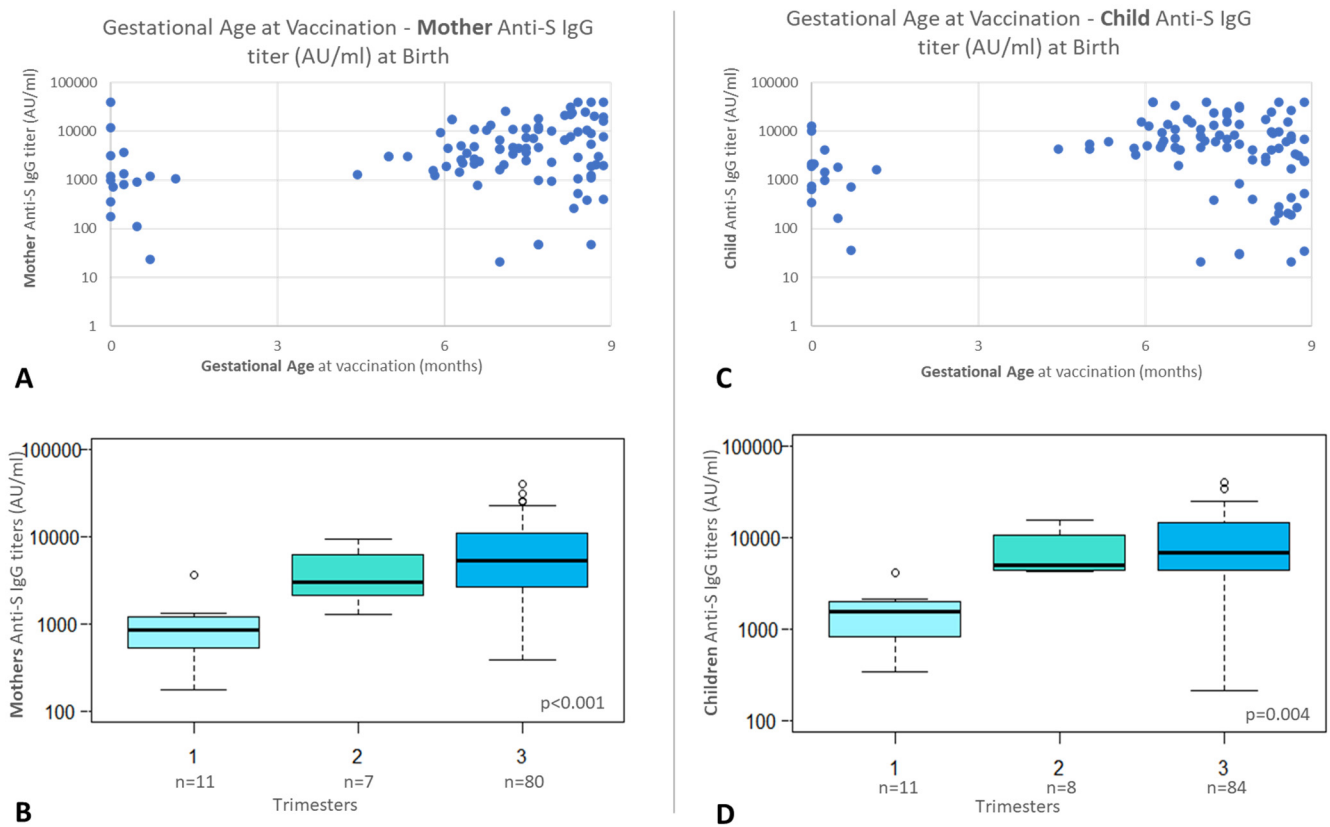 Gestational Age at Vaccination - Mother Anti-S IgG
titer (AU/ml) at Birth
Mother Anti-S IgG titer (AU/ml)
100000
10000
1000
100
10
1
0
3
6
9
Gestational Age at vaccination (months)
A
Mothers Anti-S IgG titers (AU/ml)
100000
10000
1000
100
p<0.001
1
2
3
n=11
n=7
n=80
Trimesters
B
Gestational Age at Vaccination - Child Anti-S IgG
titer (AU/ml) at Birth
Child Anti-S IgG titer (AU/ml)
100000
10000
1000
100
10
1
0
3
6
9
Gestational Age at vaccination (months)
C
Children Anti-S IgG titers (AU/ml)
100000
10000
1000
100
p=0.004
1
2
3
n=11
n=8
n=84
Trimesters
D